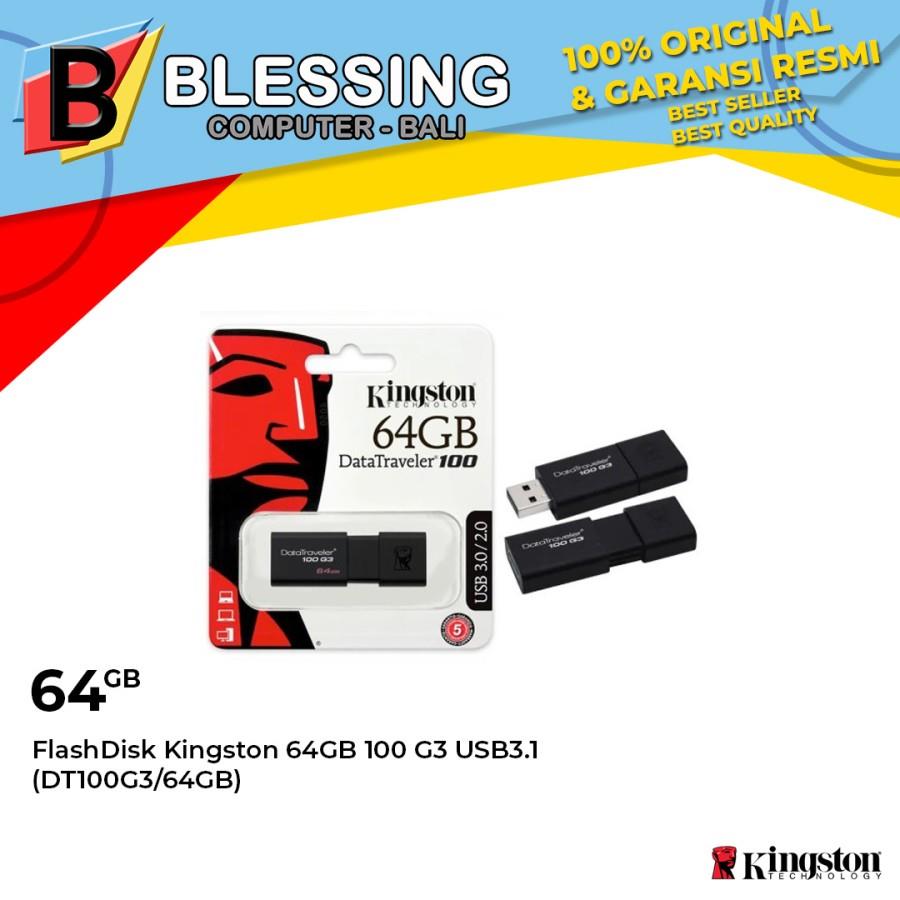 B
BLESSING
COMPUTER - BALI
100% ORIGINAL
& GARANSI RESMI
BEST SELLER
BEST QUALITY
Kingston
TECHNOLOGY
64GB
DataTraveler® 100
DataTraveler®
100 G3
64GB
USB 3.0 / 2.0
5
DataTraveler®
100 G3
DataTraveler®
100 G3
64GB
FlashDisk Kingston 64GB 100 G3 USB3.1
(DT100G3/64GB)
Kingston
TECHNOLOGY